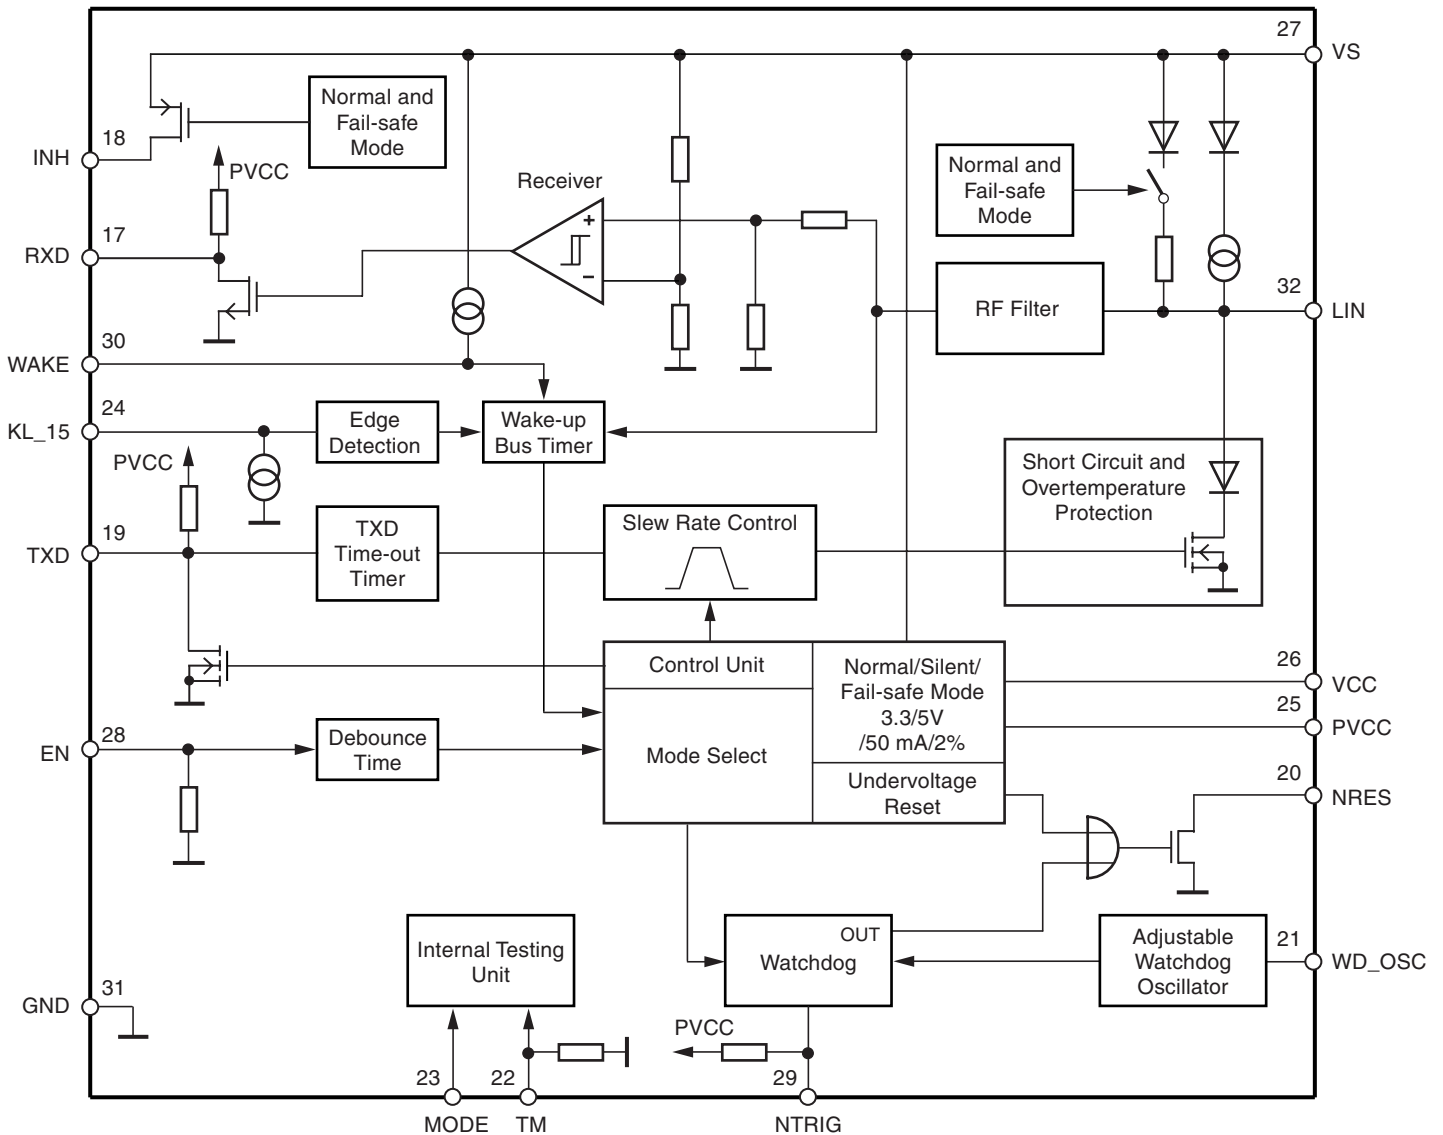 27
VS
Normal and
Fail-safe
Mode
18
INH
PVCC
Receiver
Normal and
Fail-safe
Mode
17
RXD
+
−
32
RF Filter
LIN
30
WAKE
24
KL_15
Edge
Detection
Wake-up
Bus Timer
PVCC
Short Circuit and
Overtemperature
Protection
19
TXD
TXD
Time-out
Timer
Slew Rate Control
Control Unit
Normal/Silent/
Fail-safe Mode
3.3/5V
/50 mA/2%
26
VCC
25
PVCC
28
EN
Debounce
Time
Mode Select
Undervoltage
Reset
20
NRES
Internal Testing
Unit
OUT
Watchdog
Adjustable
Watchdog
Oscillator
21
WD_OSC
31
GND
PVCC
23
22
29
MODE
TM
NTRIG